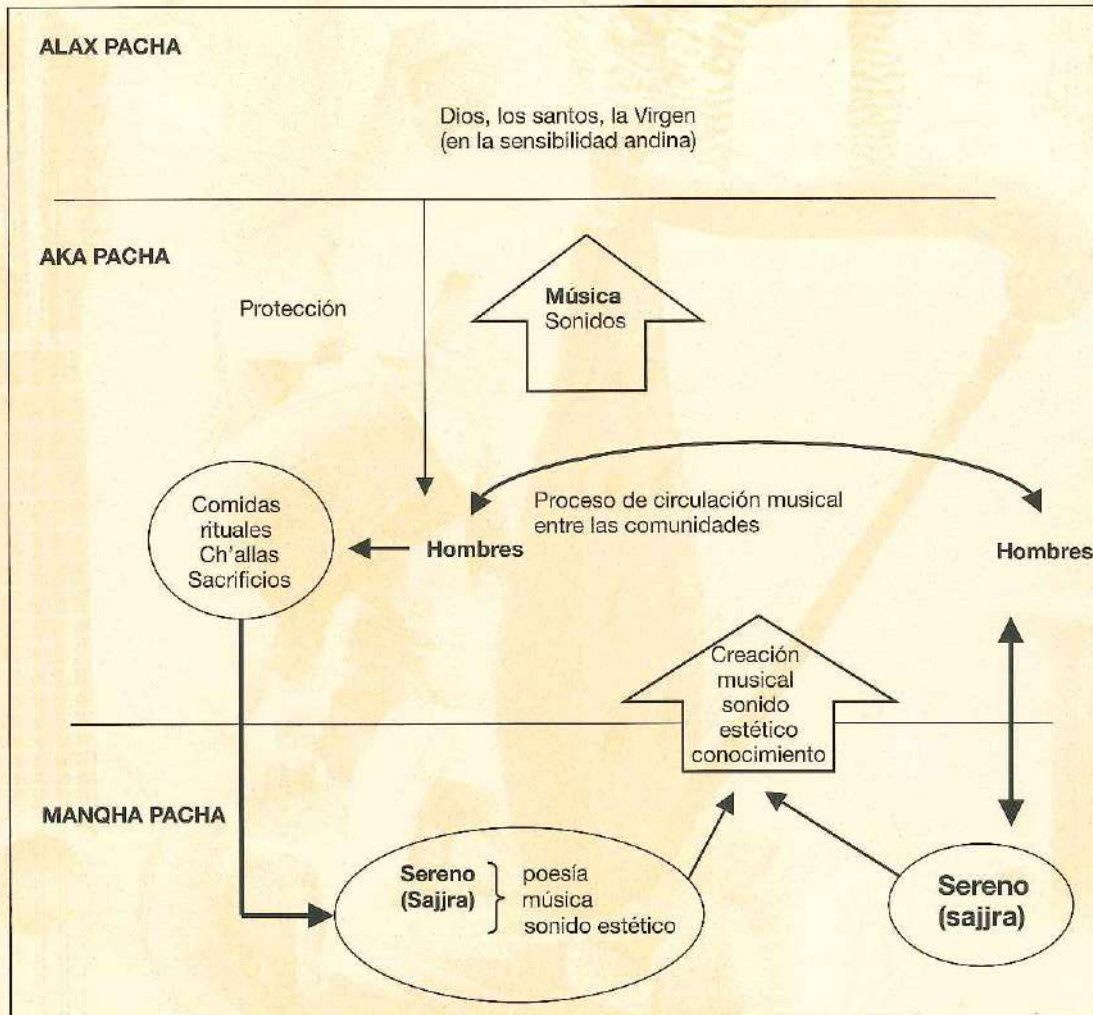 ALAX PACHA
Dios, los santos, la Virgen
(en la sensibilidad andina)
AKA PACHA
Protección
Música
Sonidos
Comidas
rituales
Ch'allas
Sacrificios
Hombres
Proceso de circulación musical
entre las comunidades
Hombres
Creación
musical
sonido
estético
conocimiento
MANQHA PACHA
Sereno
(Sajjra)
poesía
música
sonido estético
Sereno
(sajjra)